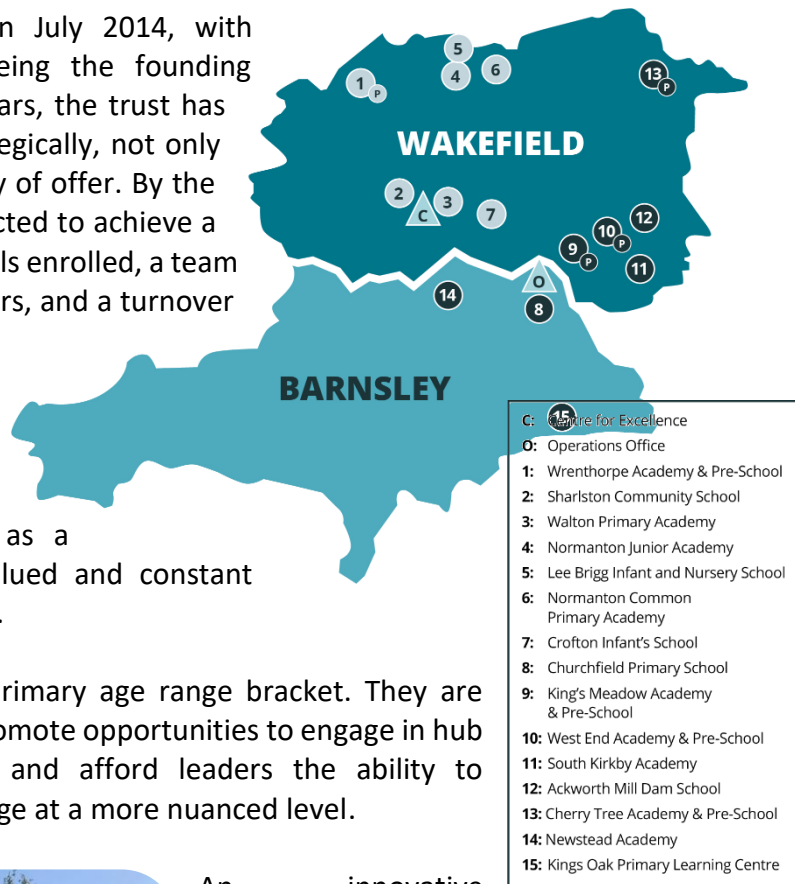 n July 2014, with
eing the founding
ars, the trust has
egically, not only
y of offer. By the
cted to achieve a
ls enrolled, a team
rs, and a turnover
as a
lued and constant
.
rimary age range bracket. They are
omote opportunities to engage in hub
and afford leaders the ability to
ge at a more nuanced level.
An innovative
5
4
6
1
P
13
P
WAKEFIELD
2
C
3
7
12
10
P
9
P
11
O
14
8
BARNSLEY
15
C: Centre for Excellence
O: Operations Office
1: Wrenthorpe Academy & Pre-School
2: Sharlston Community School
3: Walton Primary Academy
4: Normanton Junior Academy
5: Lee Brigg Infant and Nursery School
6: Normanton Common
Primary Academy
7: Crofton Infant's School
8: Churchfield Primary School
9: King's Meadow Academy
& Pre-School
10: West End Academy & Pre-School
11: South Kirkby Academy
12: Ackworth Mill Dam School
13: Cherry Tree Academy & Pre-School
14: Newstead Academy
15: Kings Oak Primary Learning Centre